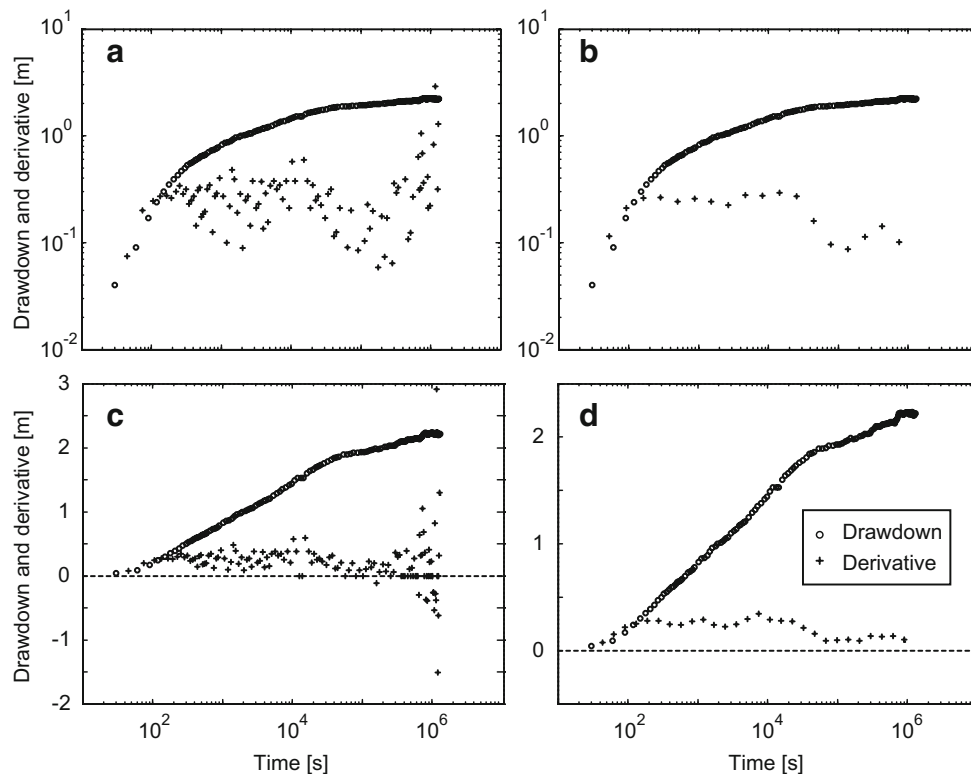 a
b
10^1
10^0
10^-1
10^-2
Drawdown and derivative [m]
10^1
10^0
10^-1
10^-2
c
d
3
2
1
0
-1
-2
Drawdown and derivative [m]
2
1
0
Drawdown
Derivative
10^2
10^4
10^6
Time [s]
10^2
10^4
10^6
Time [s]